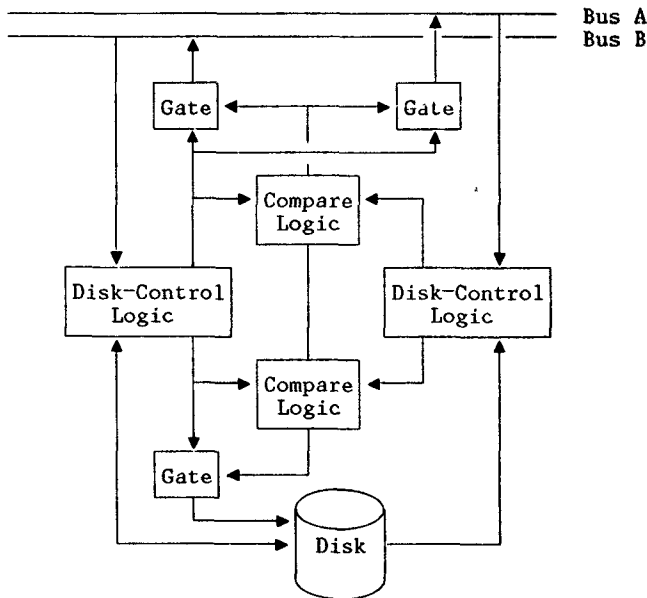 Bus A
Bus B
Gate
Gate
Compare
Logic
Disk-Control
Logic
Disk-Control
Logic
Compare
Logic
Gate
Disk